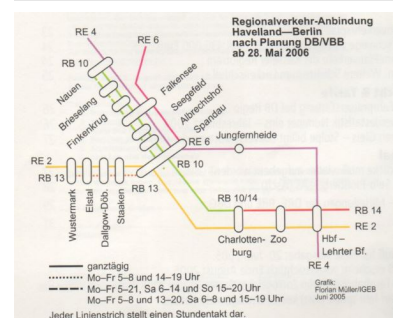 Regionalverkehr-Anbindung
Havelland—Berlin
nach Planung DB/VBB
ab 28. Mai 2006
RE 4
RE 6
RB 10
Nauen
Brieselang
Finkenkrug
Falkensee
Seegefeld
Albrechtshof
Spandau
Jungfernheide
RE 6
RB 10
RE 2
RB 13
RB 13
Wustermark
Elstal
Dallgow-Döb.
Staaken
RB 10/14
RB 14
RE 2
Charlotten-
burg
Zoo
Hbf –
Lehrter Bf.
RE 4
Grafik:
Florian Müller/IGEB
Juni 2005
ganztägig
Mo–Fr 5–8 und 14–19 Uhr
Mo–Fr 5–21, Sa 6–14 und So 15–20 Uhr
Mo–Fr 5–8 und 13–20, Sa 6–8 und 15–19 Uhr
Jeder Linienstrich stellt einen Stundentakt dar.